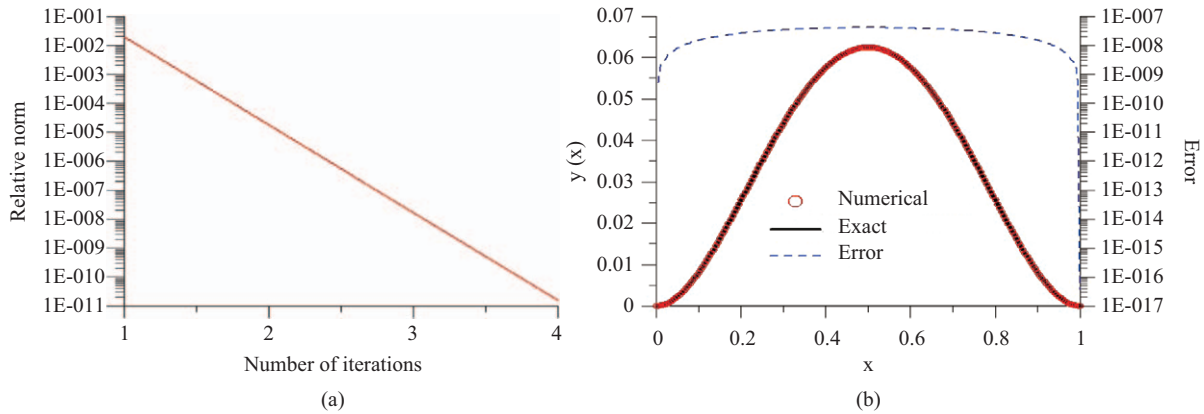 1E-001
1E-002
1E-003
1E-004
1E-005
1E-006
1E-007
1E-008
1E-009
1E-010
1E-011
Relative norm
1
2
3
4
Number of iterations
(a)
0.07
0.06
0.05
0.04
0.03
0.02
0.01
0
y (x)
Numerical
Exact
Error
1E-007
1E-008
1E-009
1E-010
1E-011
1E-012
1E-013
1E-014
1E-015
1E-016
1E-017
Error
0
0.2
0.4
0.6
0.8
1
x
(b)